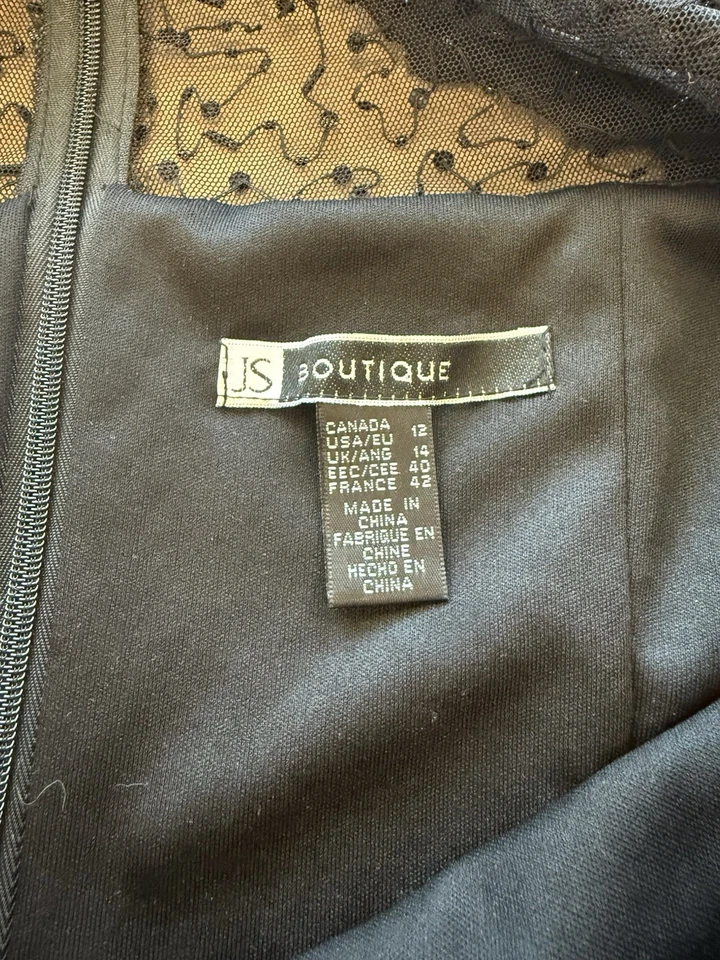 JS BOUTIQUE
CANADA 12
USA/EU
UK/ANG 14
EEC/CEE 40
FRANCE 42
MADE IN
CHINA
FABRIQUE EN
CHINE
HECHO EN
CHINA